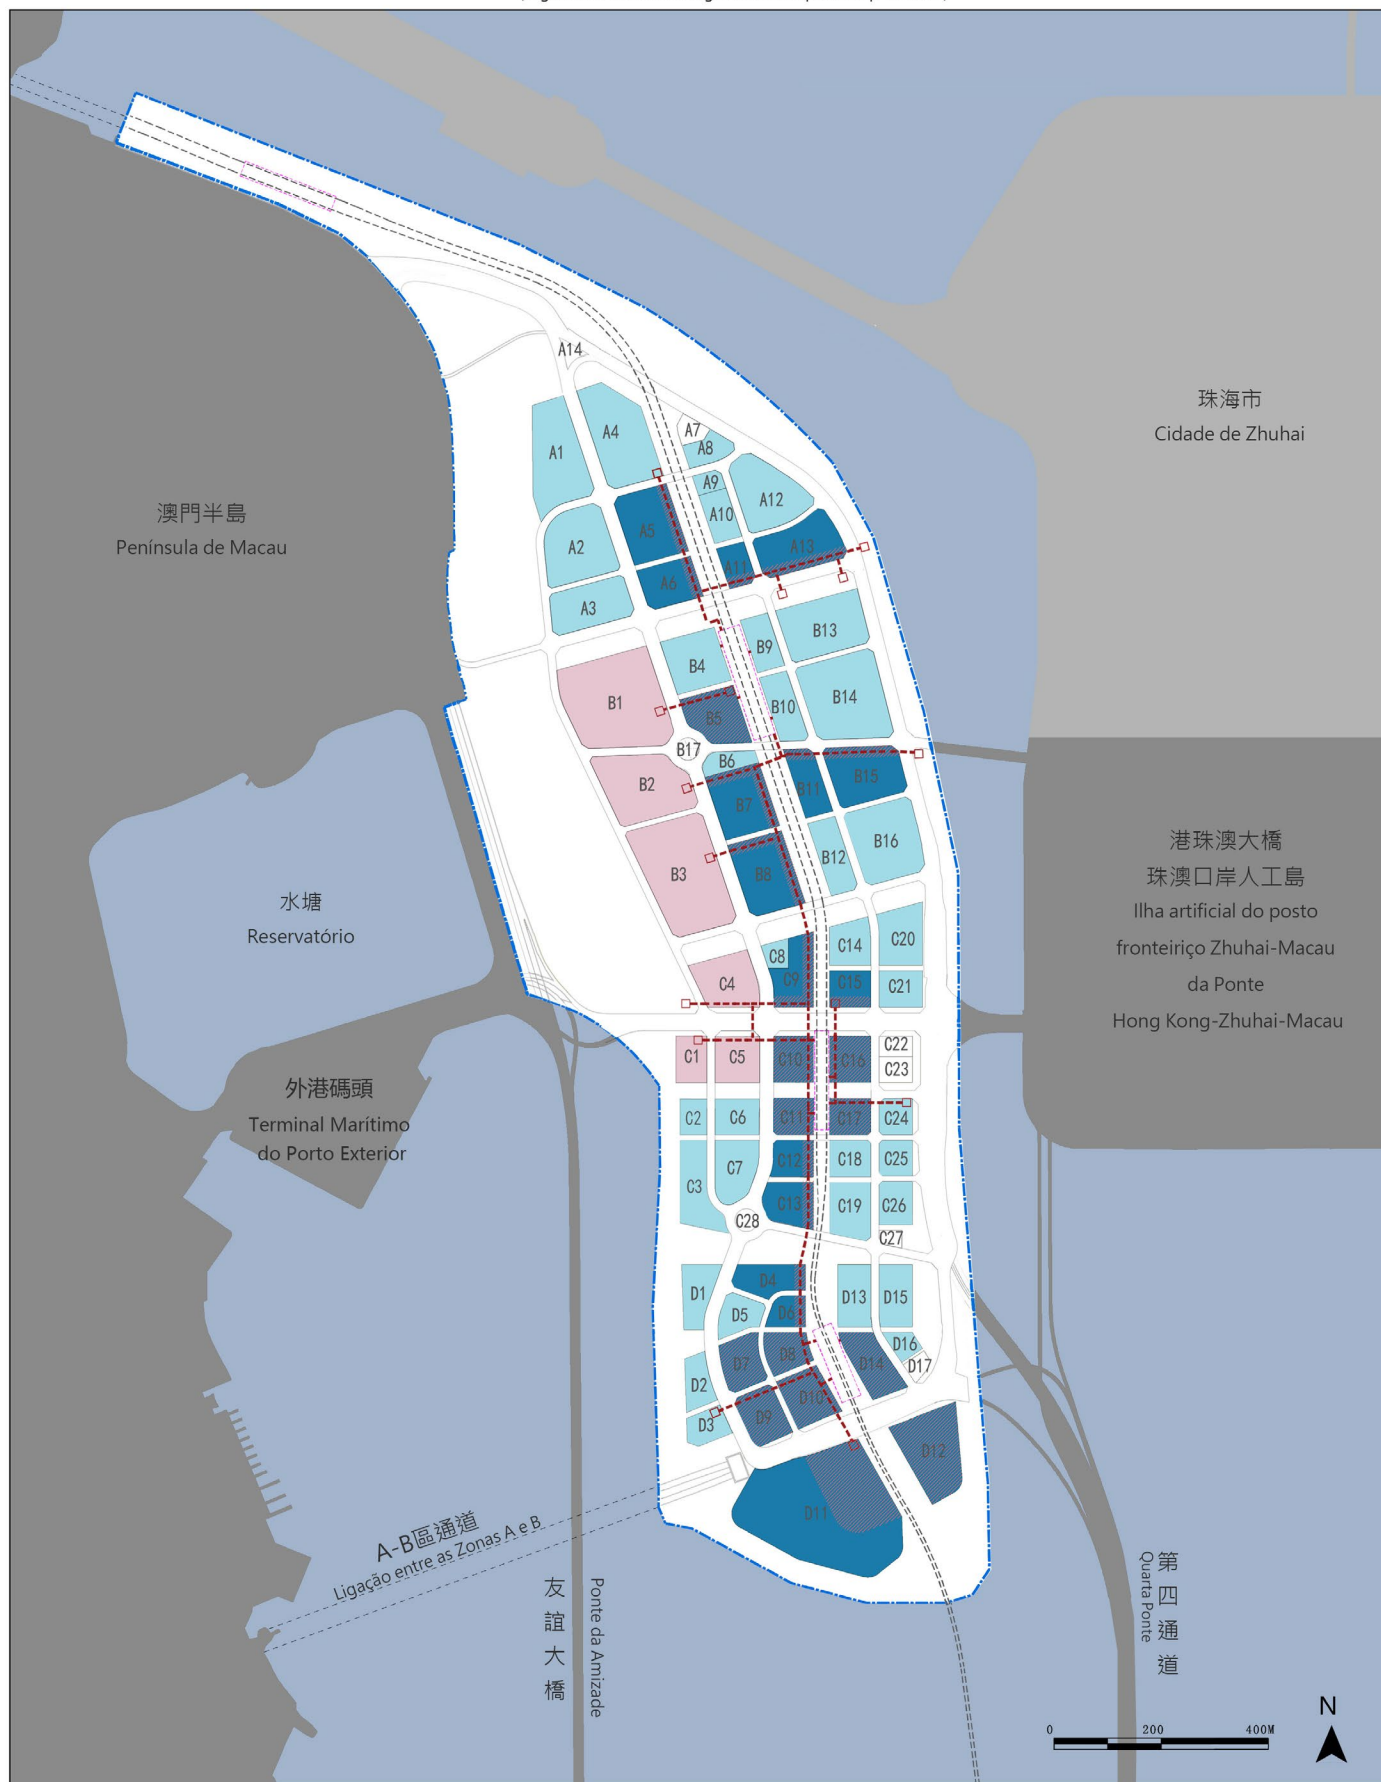 A14
A4
A7
A8
A1
A9
A12
A10
A5
A2
A13
A11
A6
A3
珠海市
Cidade de Zhuhai
澳門半島
Península de Macau
B13
B9
B4
B1
B14
B10
B5
B17
B6
B2
B15
B11
B7
B16
B12
B3
B8
水塘
Reservatório
港珠澳大橋
珠澳口岸人工島
Ilha artificial do posto
fronteiriço Zhuhai-Macau
da Ponte
Hong Kong-Zhuhai-Macau
C20
C14
C8
C4
C9
C15
C21
C22
C1
C5
C10
C16
C23
C2
C6
C11
C17
C24
C7
C12
C18
C25
C3
C13
C19
C26
C28
C27
外港碼頭
Terminal Marítimo
do Porto Exterior
D4
D1
D13
D15
D5
D6
D16
D8
D7
D14
D17
D2
D10
D9
D3
D12
D11
A-B區通道
Ligação entre as Zonas A e B
友誼大橋
Ponte da Amizade
第四通道
Quarta Ponte
N
0 200 400M